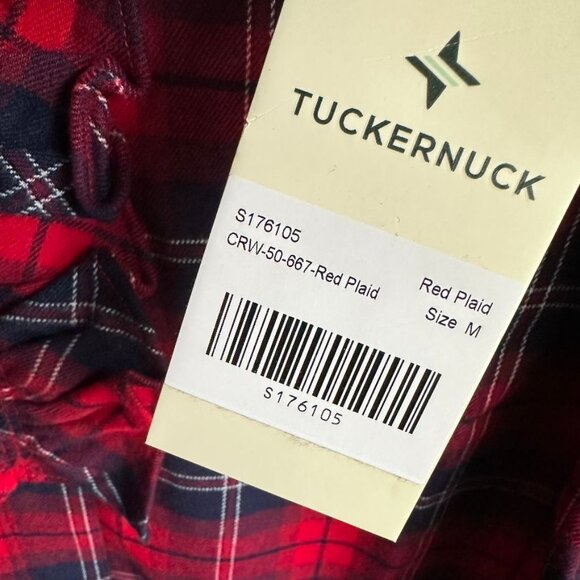 TUCKERNUCK
S176105
CRW-50-667-Red Plaid Red Plaid
Size M
S176105